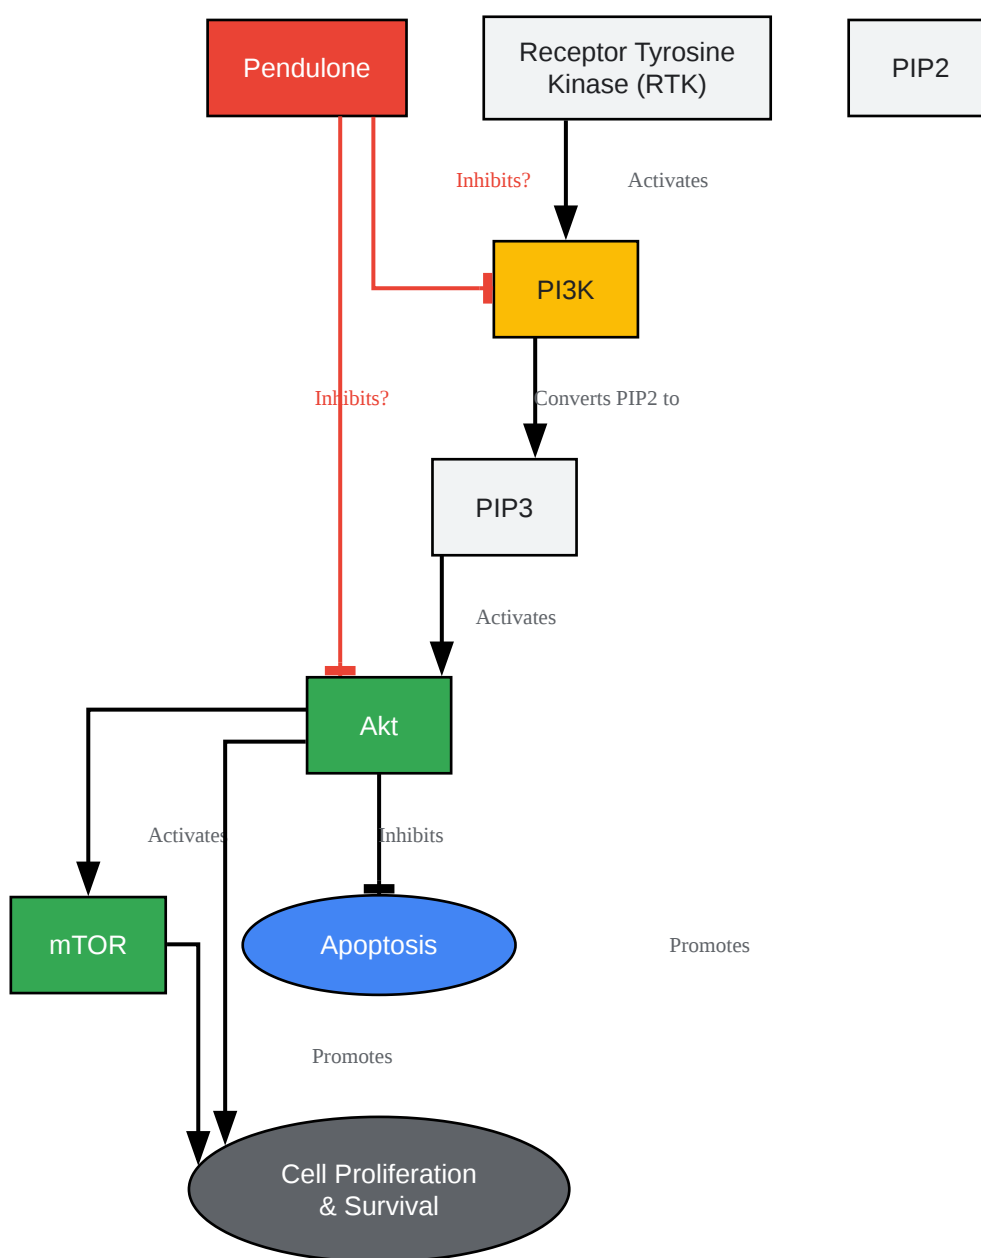 Pendulone
Receptor Tyrosine
Kinase (RTK)
PIP2
Inhibits?
Activates
PI3K
Inhibits?
Converts PIP2 to
PIP3
Activates
Akt
Activates
Inhibits
mTOR
Apoptosis
Promotes
Promotes
Cell Proliferation
& Survival